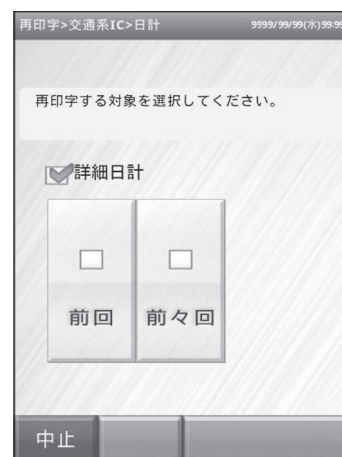 再印字>交通系IC>日計
9999/99/99(水)99:99
再印字する対象を選択してください。
詳細日計
前回
前々回
中止